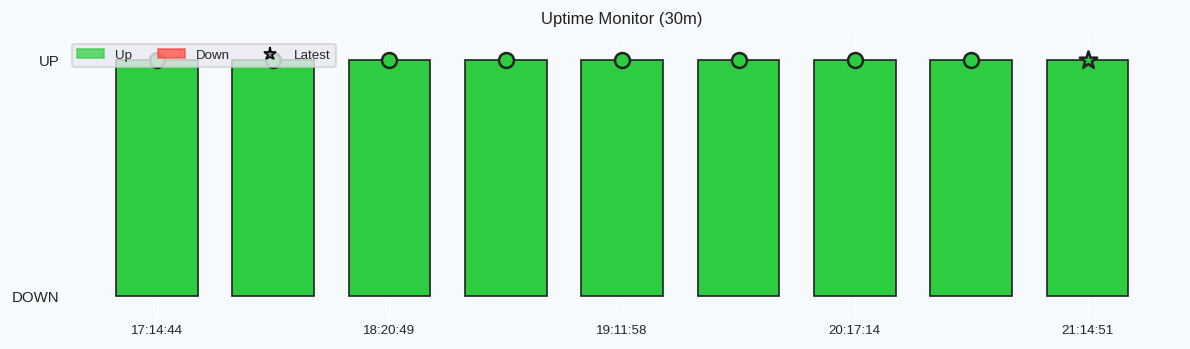 Uptime Monitor (30m)
Up Down Latest
UP
DOWN
17:14:44 18:20:49 19:11:58 20:17:14 21:14:51